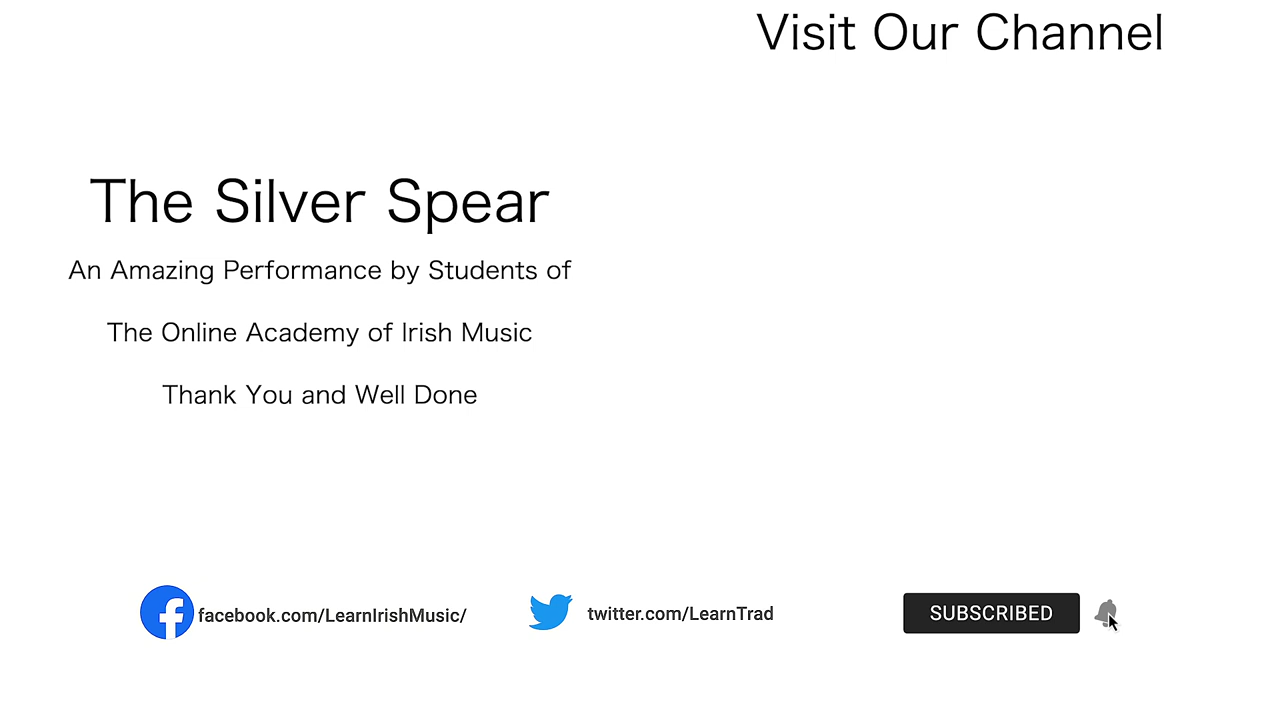 Visit Our Channel
The Silver Spear
An Amazing Performance by Students of
The Online Academy of Irish Music
Thank You and Well Done
facebook.com/LearnIrishMusic/
twitter.com/LearnTrad
SUBSCRIBED